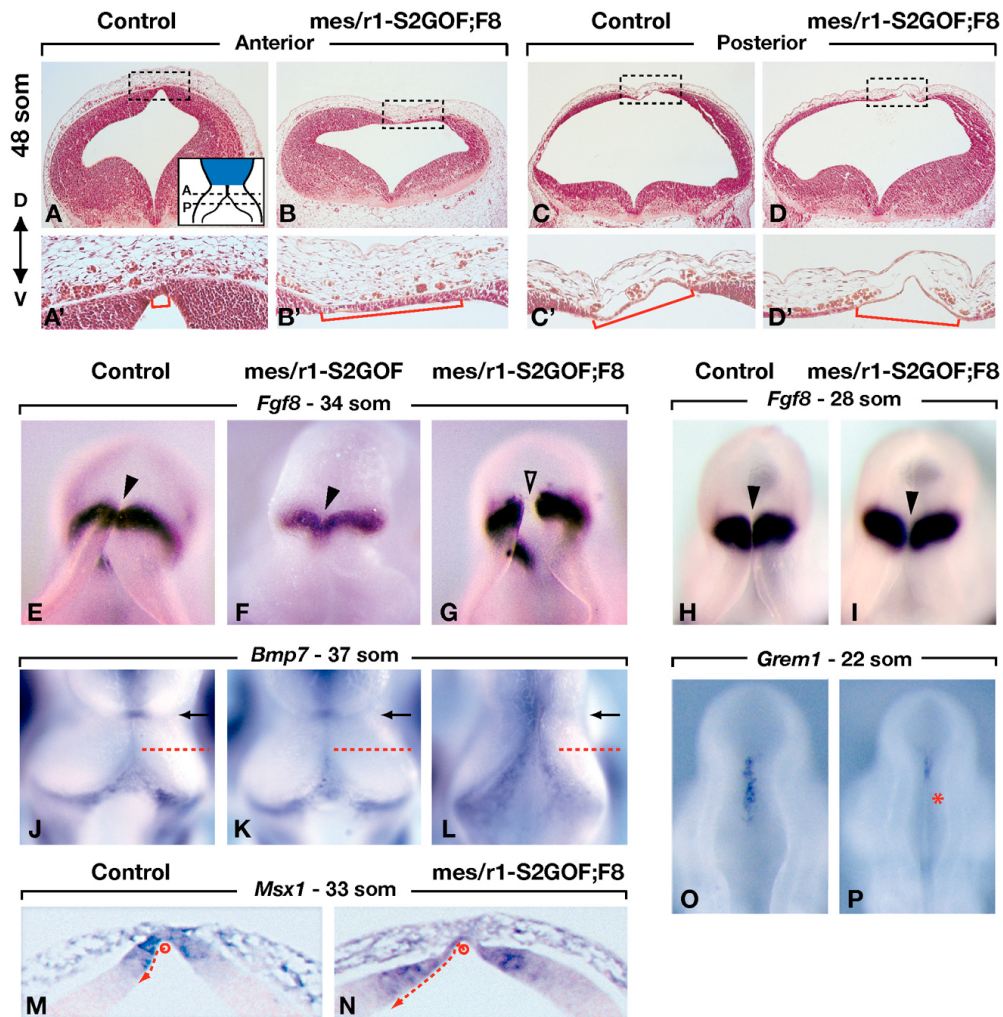 Control mes/r1-S2GOF;F8 Control mes/r1-S2GOF;F8
Anterior Posterior
48 som
D
V
A B C D
A
P
A' B' C' D'
Control mes/r1-S2GOF mes/r1-S2GOF;F8
Fgf8 - 34 som
E F G
Control mes/r1-S2GOF;F8
Fgf8 - 28 som
H I
Bmp7 - 37 som
J K L
Grem1 - 22 som
O P
*
Control mes/r1-S2GOF;F8
Msx1 - 33 som
M N